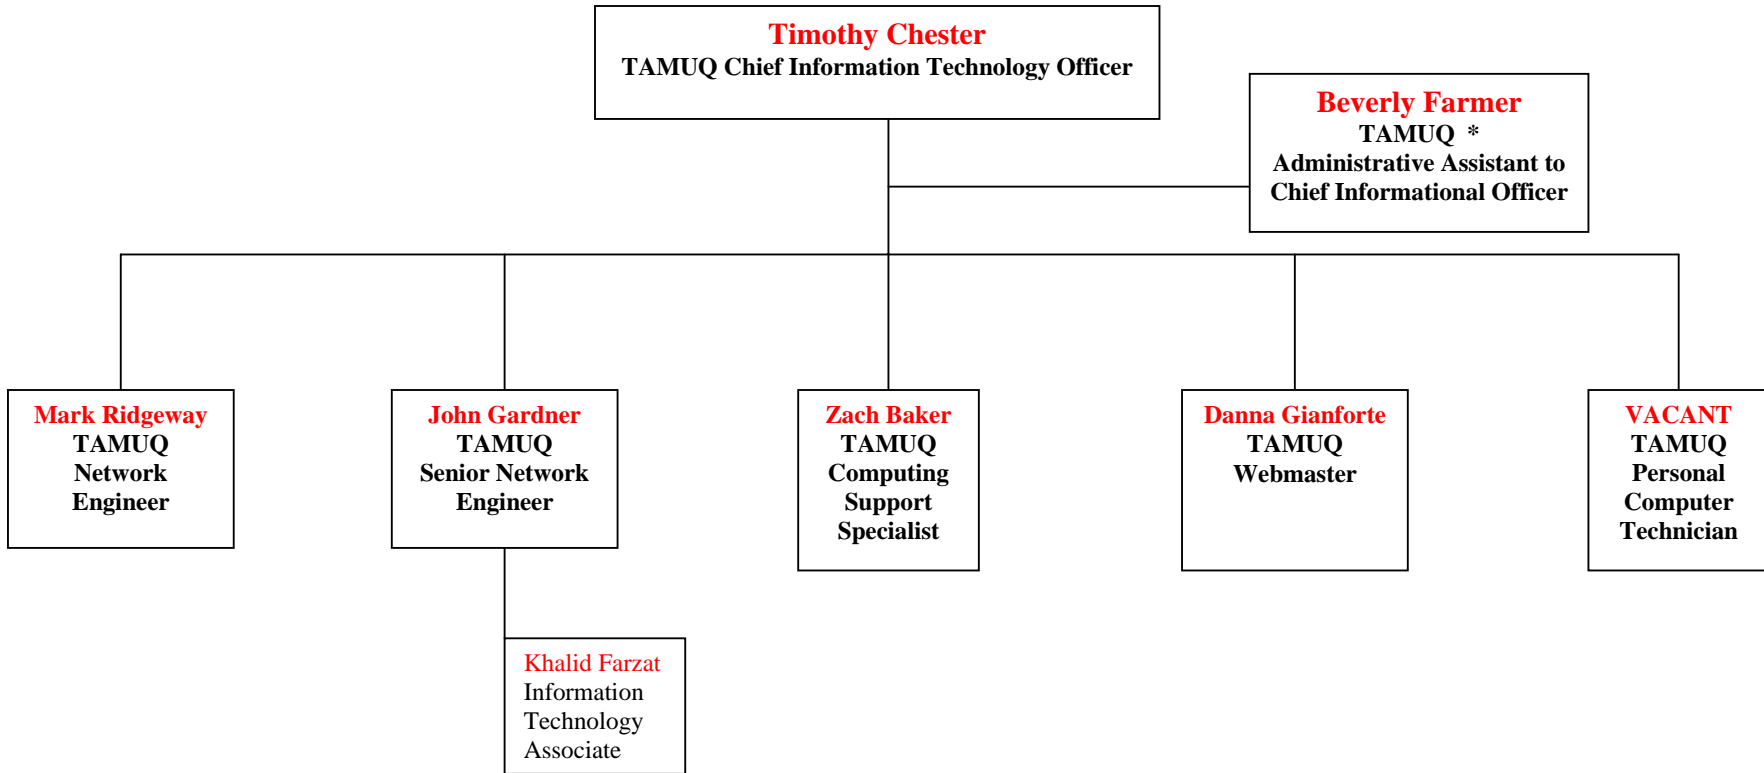 Timothy Chester
TAMUQ Chief Information Technology Officer
Beverly Farmer
TAMUQ *
Administrative Assistant to
Chief Informational Officer
Mark Ridgeway
TAMUQ
Network
Engineer
John Gardner
TAMUQ
Senior Network
Engineer
Zach Baker
TAMUQ
Computing
Support
Specialist
Danna Gianforte
TAMUQ
Webmaster
VACANT
TAMUQ
Personal
Computer
Technician
Khalid Farzat
Information
Technology
Associate